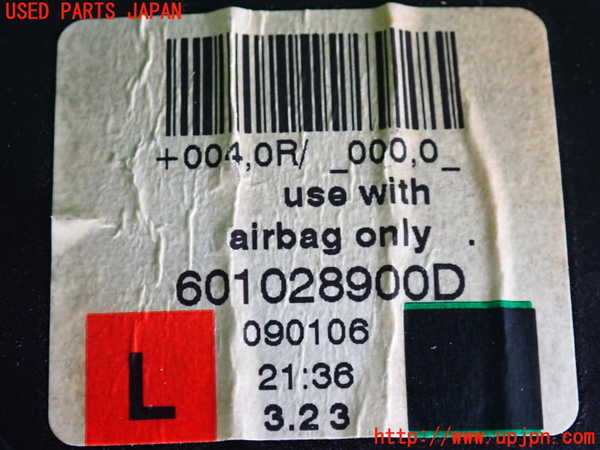 USED PARTS JAPAN
+004,0R/ _000,0_
use with
airbag only .
601028900D
090106
21:36
3.23
L
http://www.upjpn.com/